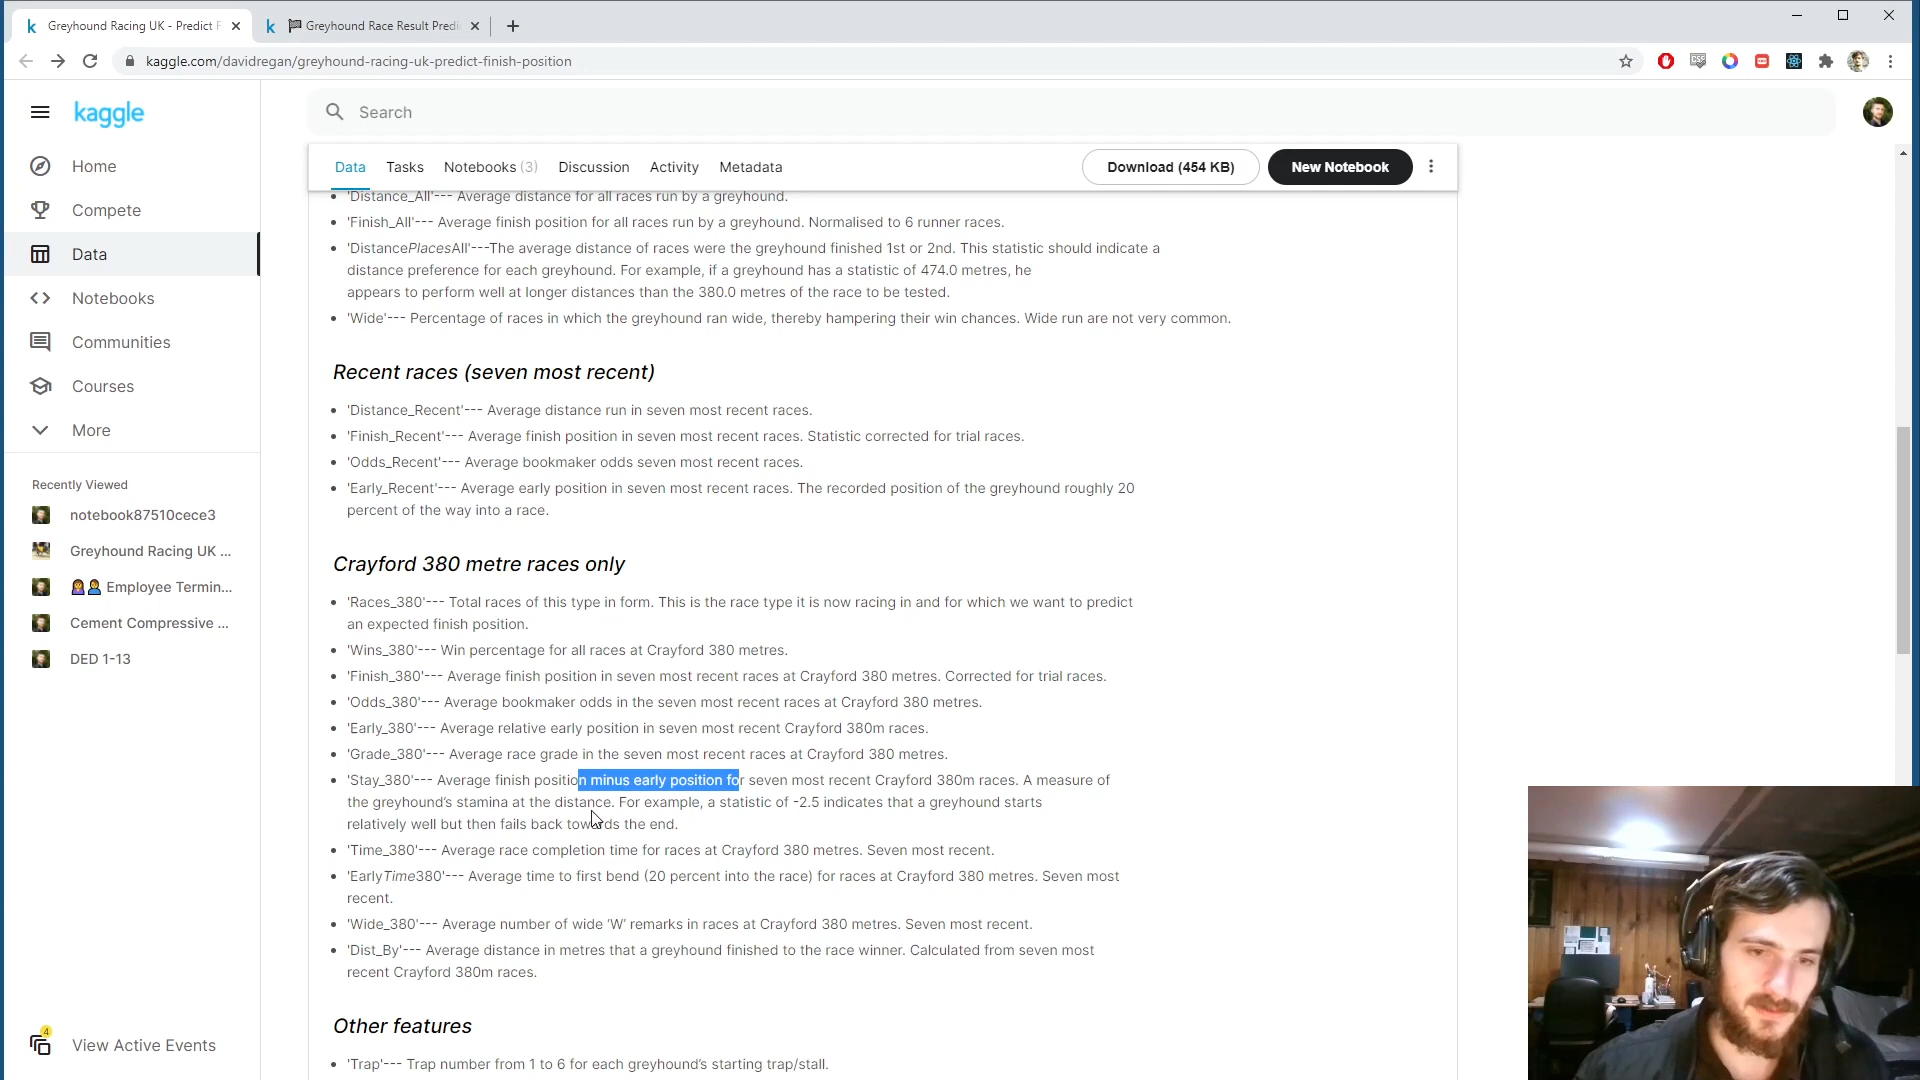 Greyhound Racing UK - Predict F
Greyhound Race Result Predi
kaggle.com/davidregan/greyhound-racing-uk-predict-finish-position
kaggle
Search
Data
Tasks
Notebooks (3)
Discussion
Activity
Metadata
Download (454 KB)
New Notebook
Home
Compete
Data
Notebooks
Communities
Courses
More
Recently Viewed
notebook87510cece3
Greyhound Racing UK ...
Employee Termin...
Cement Compressive ...
DED 1-13
4
View Active Events
'Distance_All'--- Average distance for all races run by a greyhound.
'Finish_All'--- Average finish position for all races run by a greyhound. Normalised to 6 runner races.
'DistancePlacesAll'---The average distance of races were the greyhound finished 1st or 2nd. This statistic should indicate a
distance preference for each greyhound. For example, if a greyhound has a statistic of 474.0 metres, he
appears to perform well at longer distances than the 380.0 metres of the race to be tested.
'Wide'--- Percentage of races in which the greyhound ran wide, thereby hampering their win chances. Wide run are not very common.
Recent races (seven most recent)
'Distance_Recent'--- Average distance run in seven most recent races.
'Finish_Recent'--- Average finish position in seven most recent races. Statistic corrected for trial races.
'Odds_Recent'--- Average bookmaker odds seven most recent races.
'Early_Recent'--- Average early position in seven most recent races. The recorded position of the greyhound roughly 20
percent of the way into a race.
Crayford 380 metre races only
'Races_380'--- Total races of this type in form. This is the race type it is now racing in and for which we want to predict
an expected finish position.
'Wins_380'--- Win percentage for all races at Crayford 380 metres.
'Finish_380'--- Average finish position in seven most recent races at Crayford 380 metres. Corrected for trial races.
'Odds_380'--- Average bookmaker odds in the seven most recent races at Crayford 380 metres.
'Early_380'--- Average relative early position in seven most recent Crayford 380m races.
'Grade_380'--- Average race grade in the seven most recent races at Crayford 380 metres.
'Stay_380'--- Average finish position minus early position for seven most recent Crayford 380m races. A measure of
the greyhound's stamina at the distance. For example, a statistic of -2.5 indicates that a greyhound starts
relatively well but then fails back towards the end.
'Time_380'--- Average race completion time for races at Crayford 380 metres. Seven most recent.
'EarlyTime380'--- Average time to first bend (20 percent into the race) for races at Crayford 380 metres. Seven most
recent.
'Wide_380'--- Average number of wide 'W' remarks in races at Crayford 380 metres. Seven most recent.
'Dist_By'--- Average distance in metres that a greyhound finished to the race winner. Calculated from seven most
recent Crayford 380m races.
Other features
'Trap'--- Trap number from 1 to 6 for each greyhound's starting trap/stall.